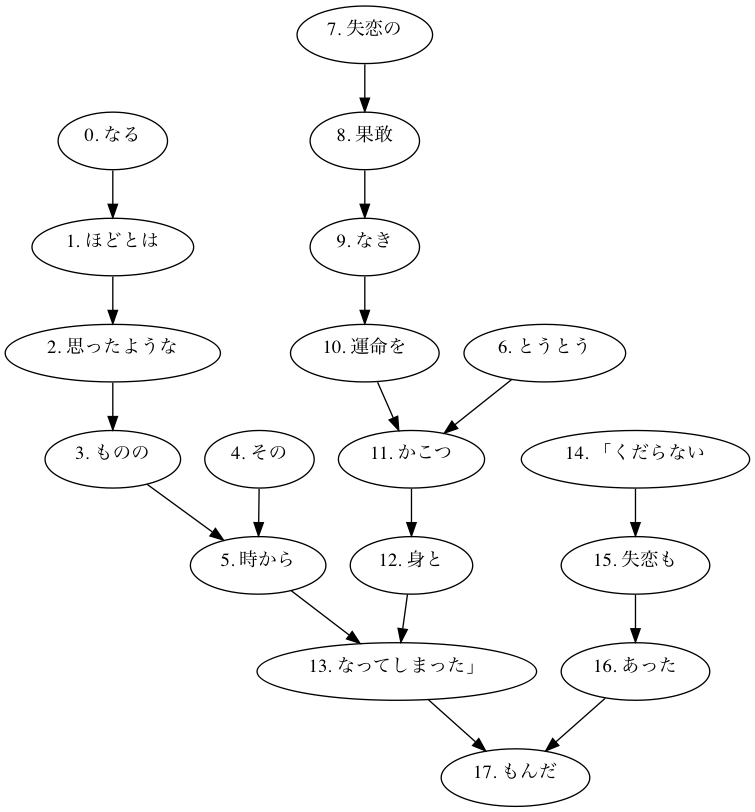 7. 失恋の
0. なる
8. 果敢
1. ほどとは
9. なき
2. 思ったような
10. 運命を
6. とうとう
3. ものの
4. その
11. かこつ
14. 「くだらない
5. 時から
12. 身と
15. 失恋も
13. なってしまった」
16. あった
17. もんだ